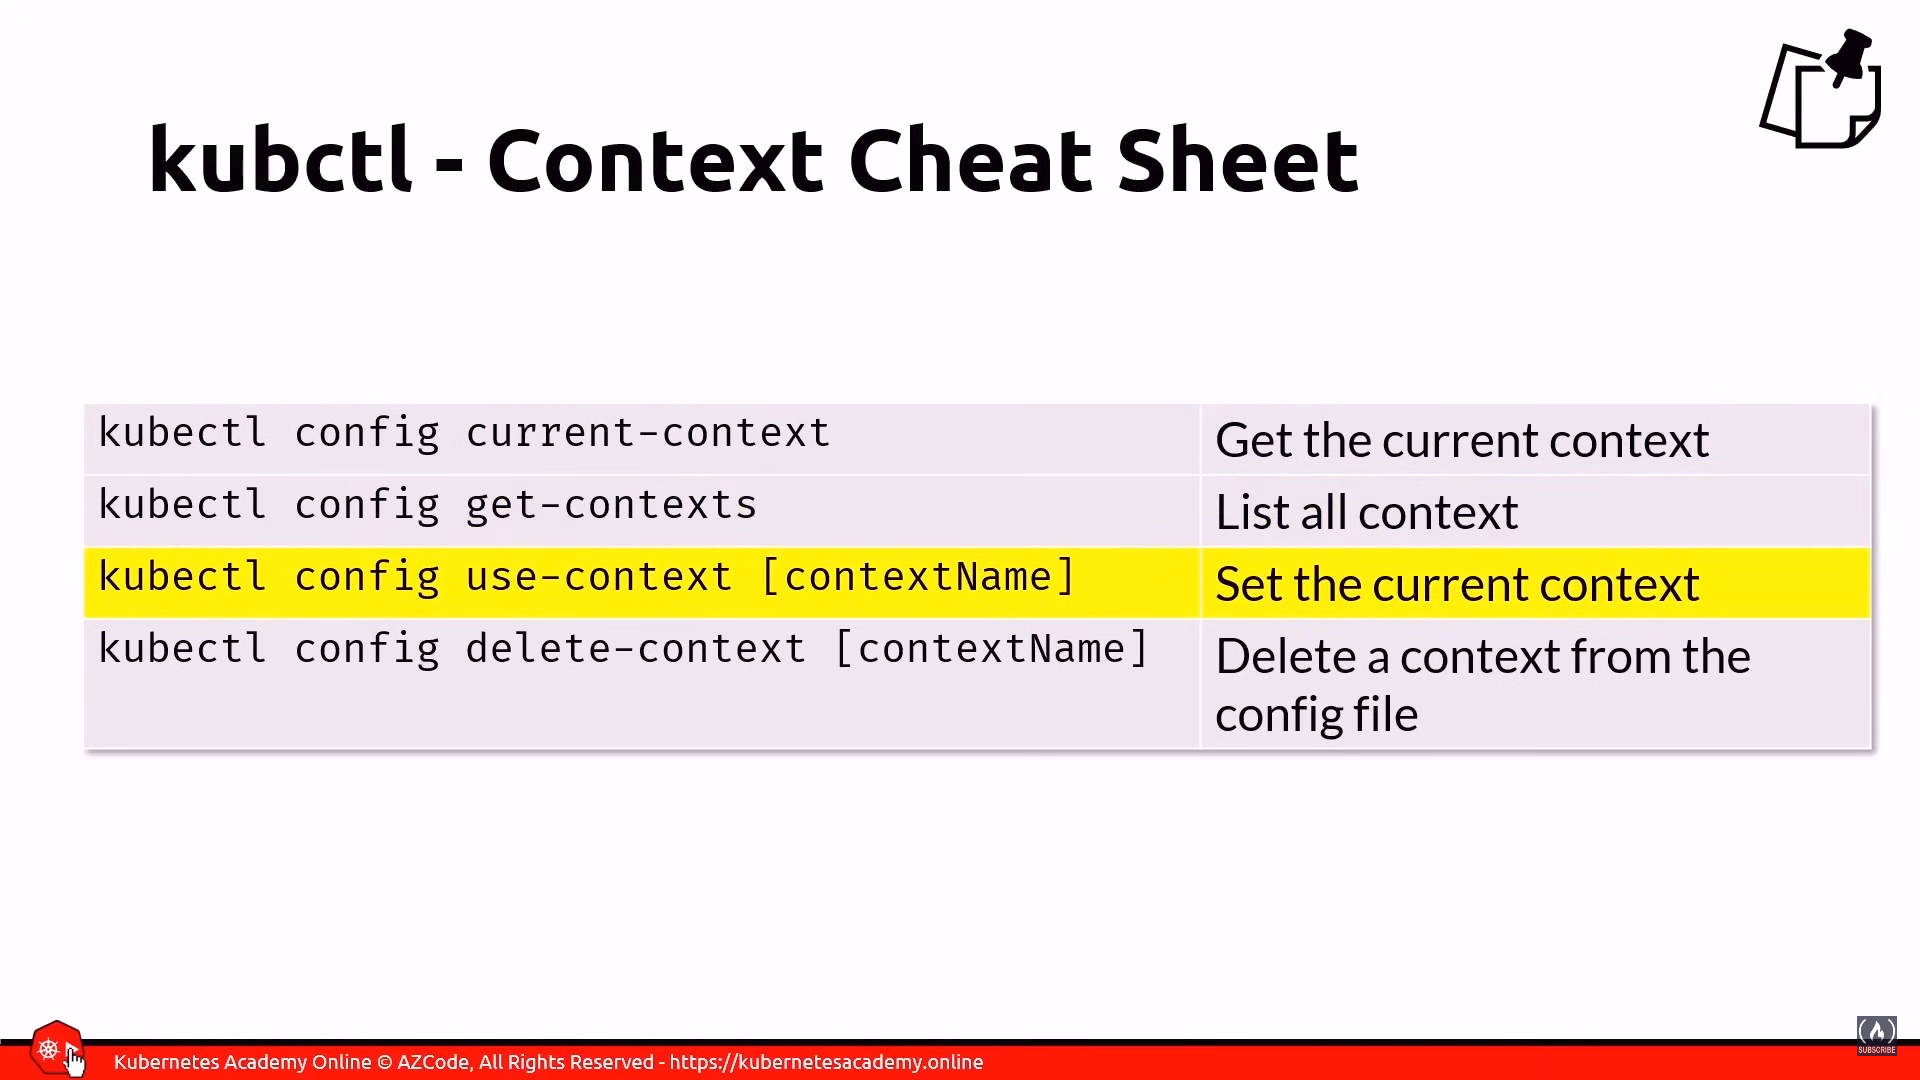 kubctl - Context Cheat Sheet
kubectl config current-context
Get the current context
kubectl config get-contexts
List all context
kubectl config use-context [contextName]
Set the current context
kubectl config delete-context [contextName]
Delete a context from the
config file
Kubernetes Academy Online © AZCode, All Rights Reserved - https://kubernetesacademy.online
SUBSCRIBE